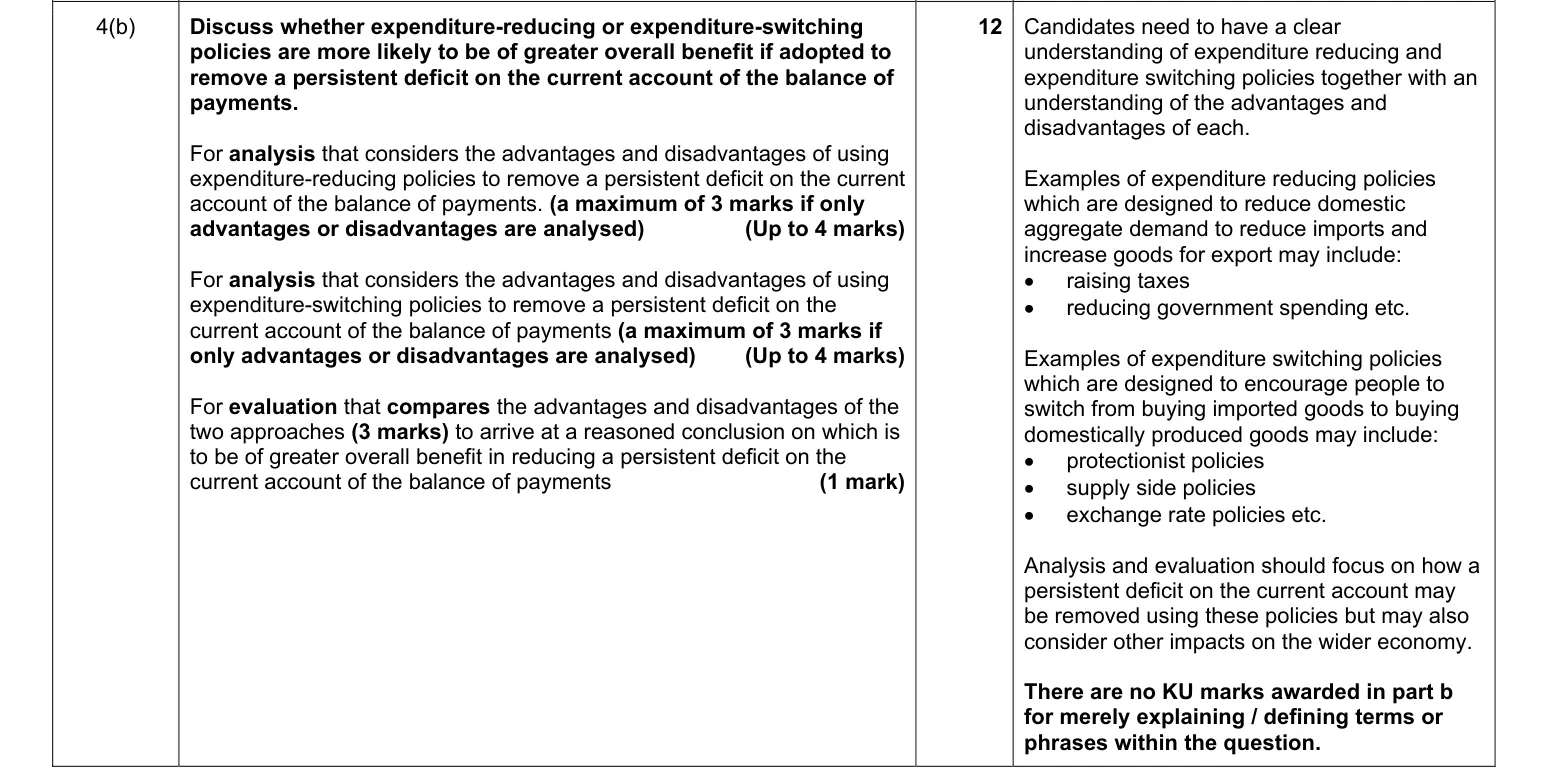 4(b)
Discuss whether expenditure-reducing or expenditure-switching
policies are more likely to be of greater overall benefit if adopted to
remove a persistent deficit on the current account of the balance of
payments.
For analysis that considers the advantages and disadvantages of using
expenditure-reducing policies to remove a persistent deficit on the current
account of the balance of payments. (a maximum of 3 marks if only
advantages or disadvantages are analysed) (Up to 4 marks)
For analysis that considers the advantages and disadvantages of using
expenditure-switching policies to remove a persistent deficit on the
current account of the balance of payments (a maximum of 3 marks if
only advantages or disadvantages are analysed) (Up to 4 marks)
For evaluation that compares the advantages and disadvantages of the
two approaches (3 marks) to arrive at a reasoned conclusion on which is
to be of greater overall benefit in reducing a persistent deficit on the
current account of the balance of payments (1 mark)
12
Candidates need to have a clear
understanding of expenditure reducing and
expenditure switching policies together with an
understanding of the advantages and
disadvantages of each.
Examples of expenditure reducing policies
which are designed to reduce domestic
aggregate demand to reduce imports and
increase goods for export may include:
• raising taxes
• reducing government spending etc.
Examples of expenditure switching policies
which are designed to encourage people to
switch from buying imported goods to buying
domestically produced goods may include:
• protectionist policies
• supply side policies
• exchange rate policies etc.
Analysis and evaluation should focus on how a
persistent deficit on the current account may
be removed using these policies but may also
consider other impacts on the wider economy.
There are no KU marks awarded in part b
for merely explaining / defining terms or
phrases within the question.